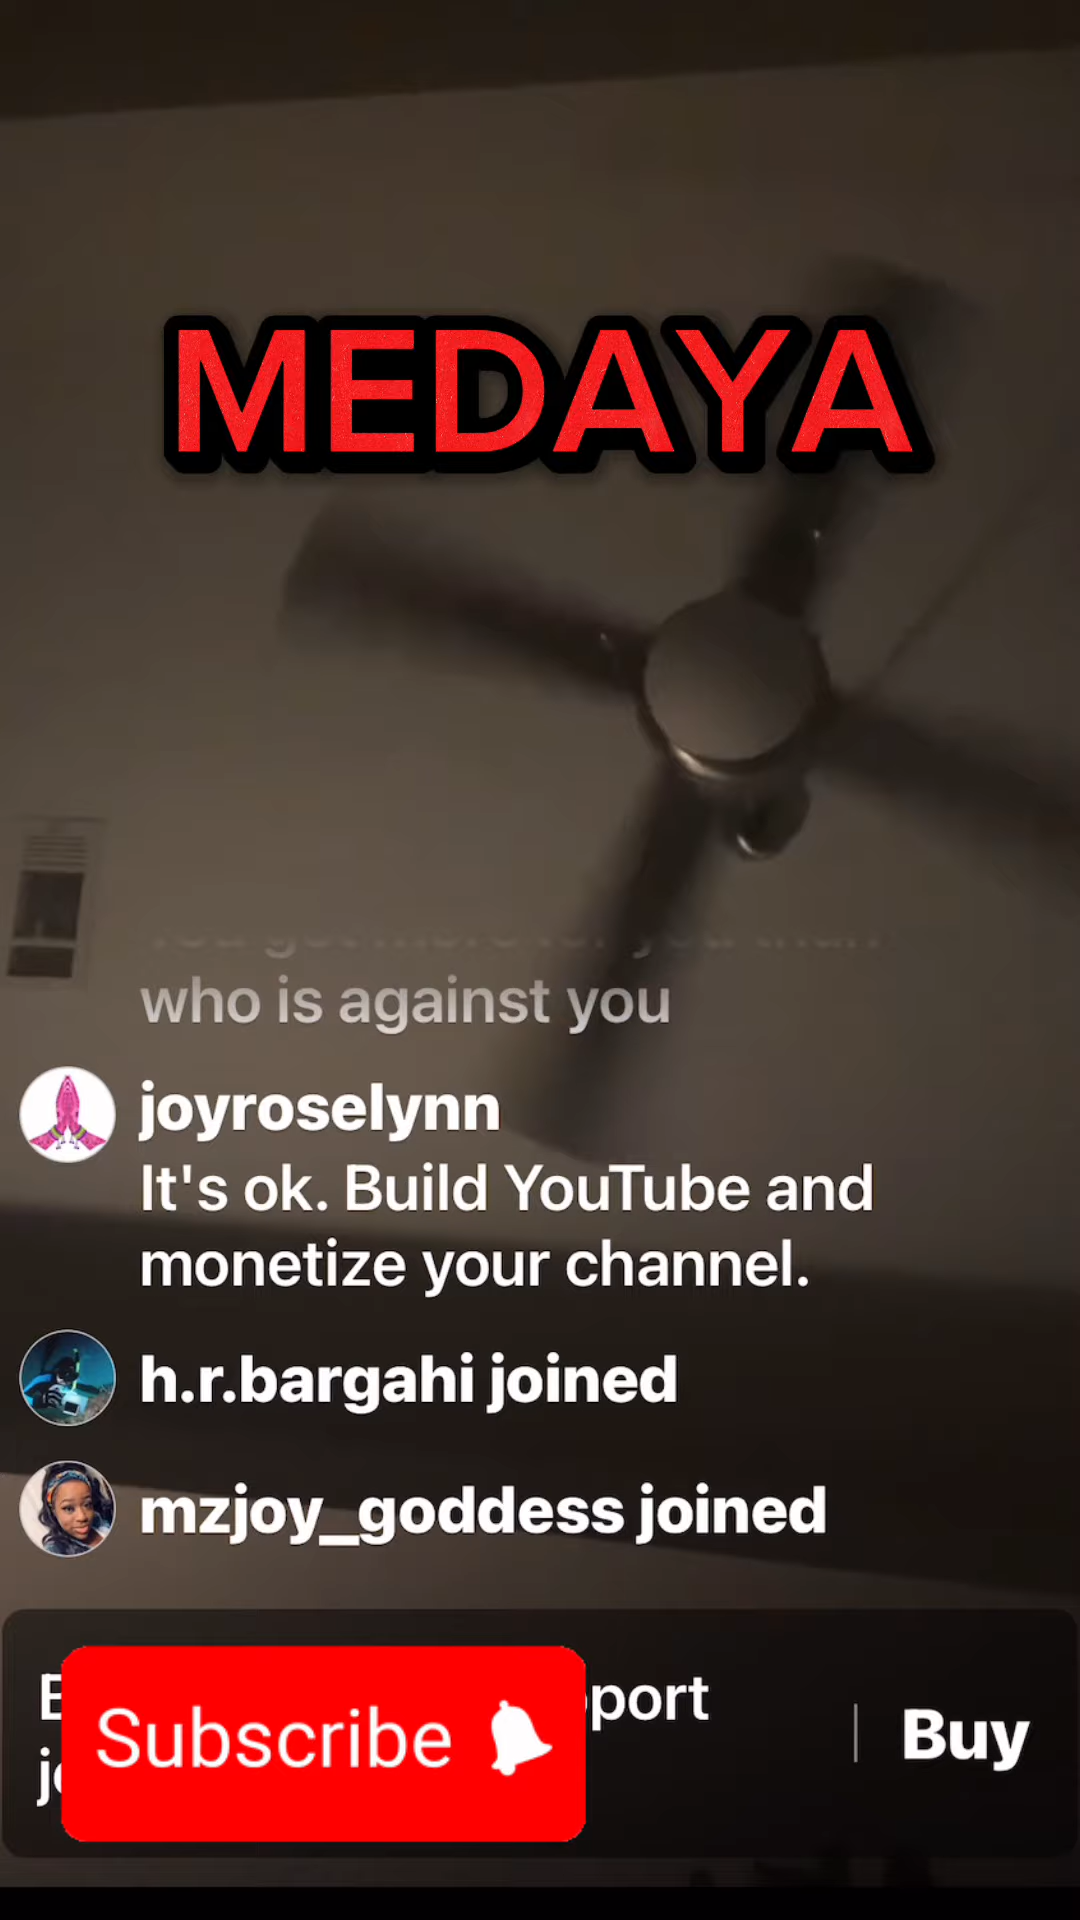 MEDAYA
who is against you
joyroselynn
It's ok. Build YouTube and
monetize your channel.
h.r.bargahi joined
mzjoy_goddess joined
Subscribe
Buy